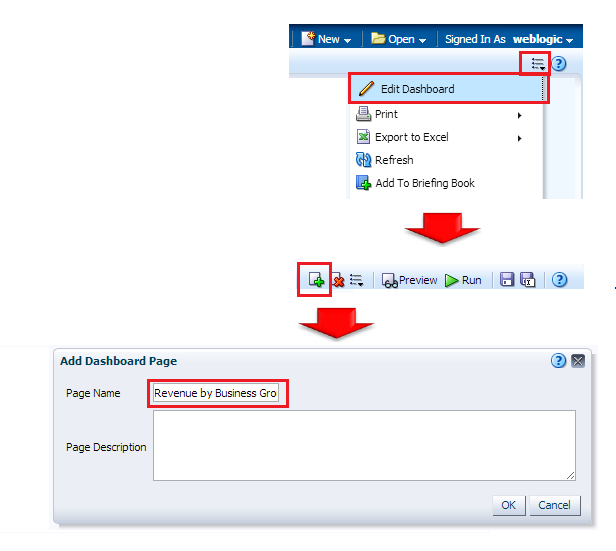 New Open Signed In As weblogic
Edit Dashboard
Print
Export to Excel
Refresh
Add To Briefing Book
Preview Run
Add Dashboard Page
Page Name Revenue by Business Gro
Page Description
OK Cancel